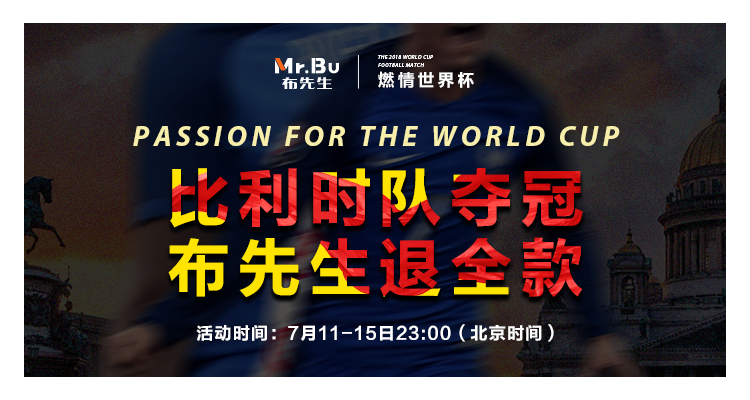 Mr.Bu
布先生
THE 2018 WORLD CUP
FOOTBALL MATCH
燃情世界杯
PASSION FOR THE WORLD CUP
比利时队夺冠
布先生退全款
活动时间：7月11-15日23:00（北京时间）